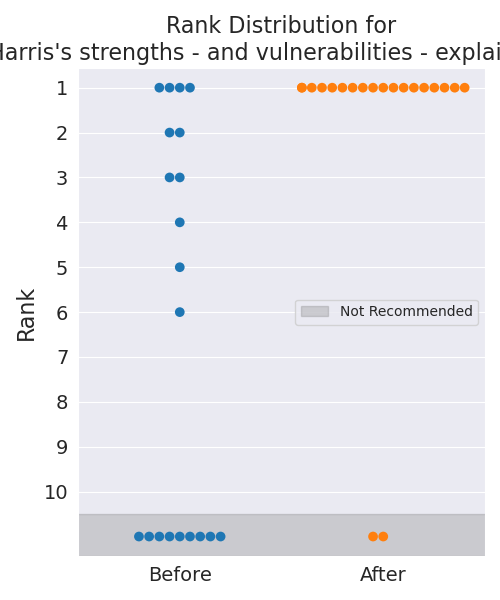 Rank Distribution for
Harris's strengths - and vulnerabilities - explai
1
2
3
4
5
6
7
8
9
10
Rank
Not Recommended
Before
After